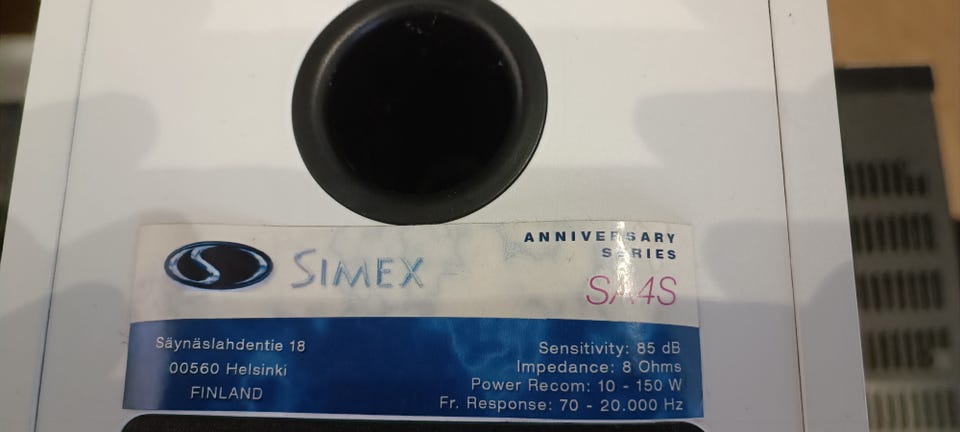 SIMEX
ANNIVERSARY
SERIES
SA4S
Säynäslahdentie 18
00560 Helsinki
FINLAND
Sensitivity: 85 dB
Impedance: 8 Ohms
Power Recom: 10 - 150 W
Fr. Response: 70 - 20.000 Hz